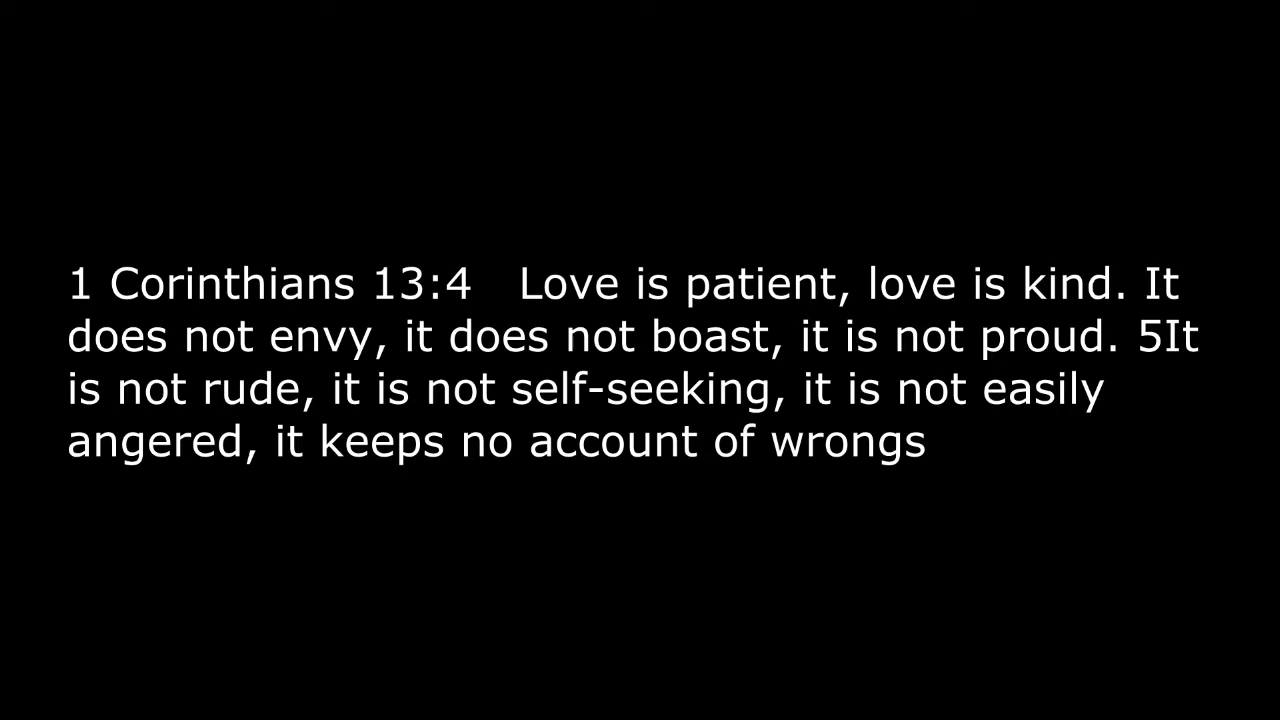 1 Corinthians 13:4   Love is patient, love is kind. It
does not envy, it does not boast, it is not proud. 5It
is not rude, it is not self-seeking, it is not easily
angered, it keeps no account of wrongs